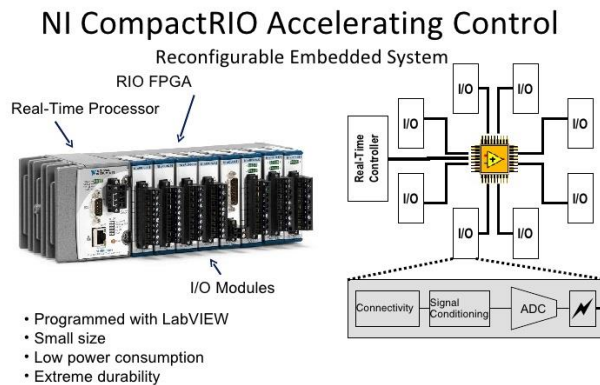 NI CompactRIO Accelerating Control
Reconfigurable Embedded System
RIO FPGA
Real-Time Processor
I/O Modules
• Programmed with LabVIEW
• Small size
• Low power consumption
• Extreme durability
I/O
I/O
I/O
I/O
Real-Time
Controller
I/O
I/O
I/O
I/O
Connectivity
Signal
Conditioning
ADC